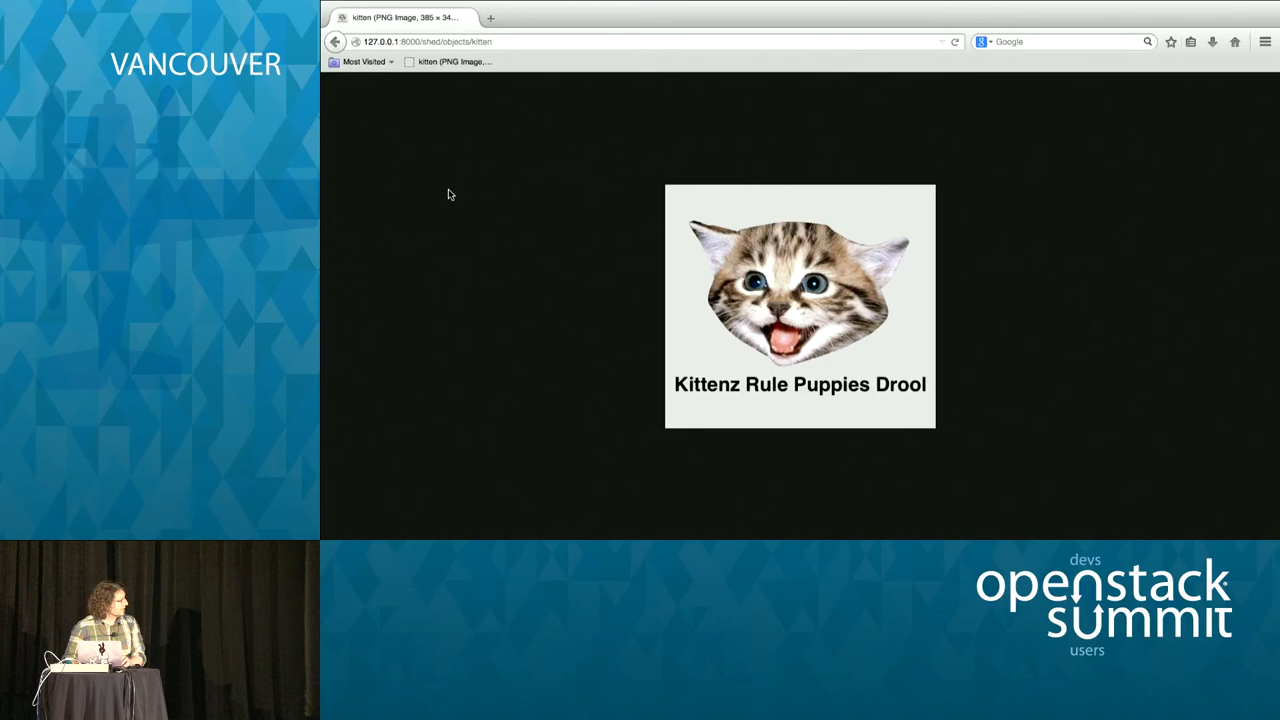 VANCOUVER
kitten (PNG Image, 385 × 34...
127.0.0.1:8000/shed/objects/kitten
Google
Most Visited
kitten (PNG Image,...
Kittenz Rule Puppies Drool
devs
openstack
summit
users